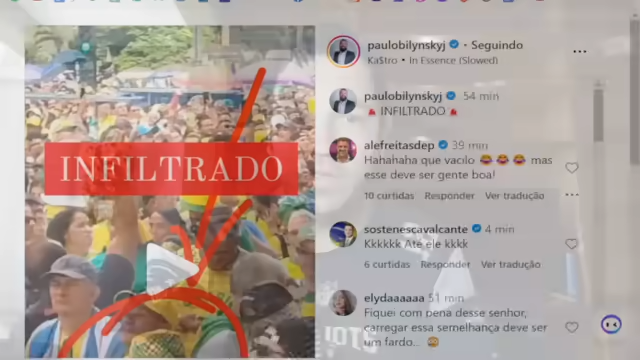 INFILTRADO
paulobilynskyj • Seguindo
Ka$tro • In Essence (Slowed)
paulobilynskyj 54 min
🚨 INFILTRADO 🚨
alefreitasdep 39 min
Hahahaha que vacilo 😂😂😂 mas
esse deve ser gente boa!
10 curtidas Responder Ver tradução
sostenescavalcante 4 min
Kkkkkk Até ele kkkk
6 curtidas Responder Ver tradução
elydaaaaaa 51 min
Fiquei com pena desse senhor,
carregar essa semelhança deve ser
um fardo.. 😂